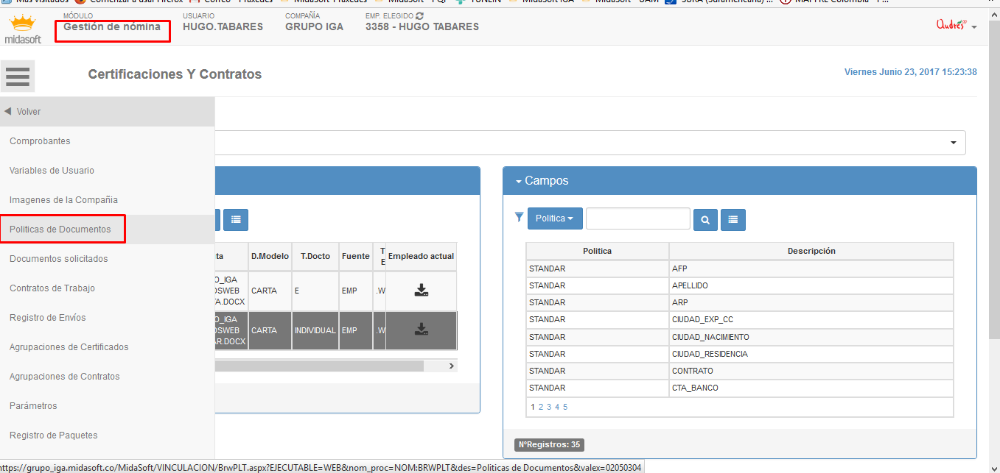 Más visitados Comenzar a usar Firefox Correo - Praxedes Midasoft - Praxedes Midasoft - PQP YUNLIN Midasoft - IGA Midasoft - UAM SURA (Suramericana) ... MAPFRE Colombia - P...
MÓDULO USUARIO COMPAÑÍA EMP. ELEGIDO
Gestión de nómina HUGO.TABARES GRUPO IGA 3358 - HUGO TABARES
midasoft
Andrés®
Certificaciones Y Contratos
Viernes Junio 23, 2017 15:23:38
Volver
Comprobantes
Variables de Usuario
Imagenes de la Compañia
Politicas de Documentos
Documentos solicitados
Contratos de Trabajo
Registro de Envíos
Agrupaciones de Certificados
Agrupaciones de Contratos
Parámetros
Registro de Paquetes
ta D.Modelo T.Docto Fuente T E Empleado actual
O_IGA
OSWEB CARTA E EMP .W
TA.DOCX
O_IGA
OSWEB CARTA INDIVIDUAL EMP .W
AR.DOCX
Campos
Politica
Politica Descripción
STANDAR AFP
STANDAR APELLIDO
STANDAR ARP
STANDAR CIUDAD_EXP_CC
STANDAR CIUDAD_NACIMIENTO
STANDAR CIUDAD_RESIDENCIA
STANDAR CONTRATO
STANDAR CTA_BANCO
1 2 3 4 5
NºRegistros: 35
https://grupo_iga.midasoft.co/MidaSoft/VINCULACION/BrwPLT.aspx?EJECUTABLE=WEB&nom_proc=NOM:BRWPLT&des=Politicas de Documentos&valex=02050304